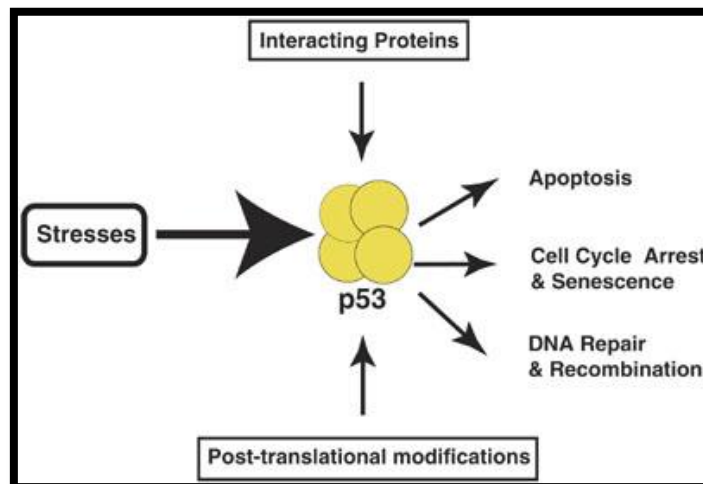 Interacting Proteins
Stresses
p53
Apoptosis
Cell Cycle Arrest
& Senescence
DNA Repair
& Recombination
Post-translational modifications